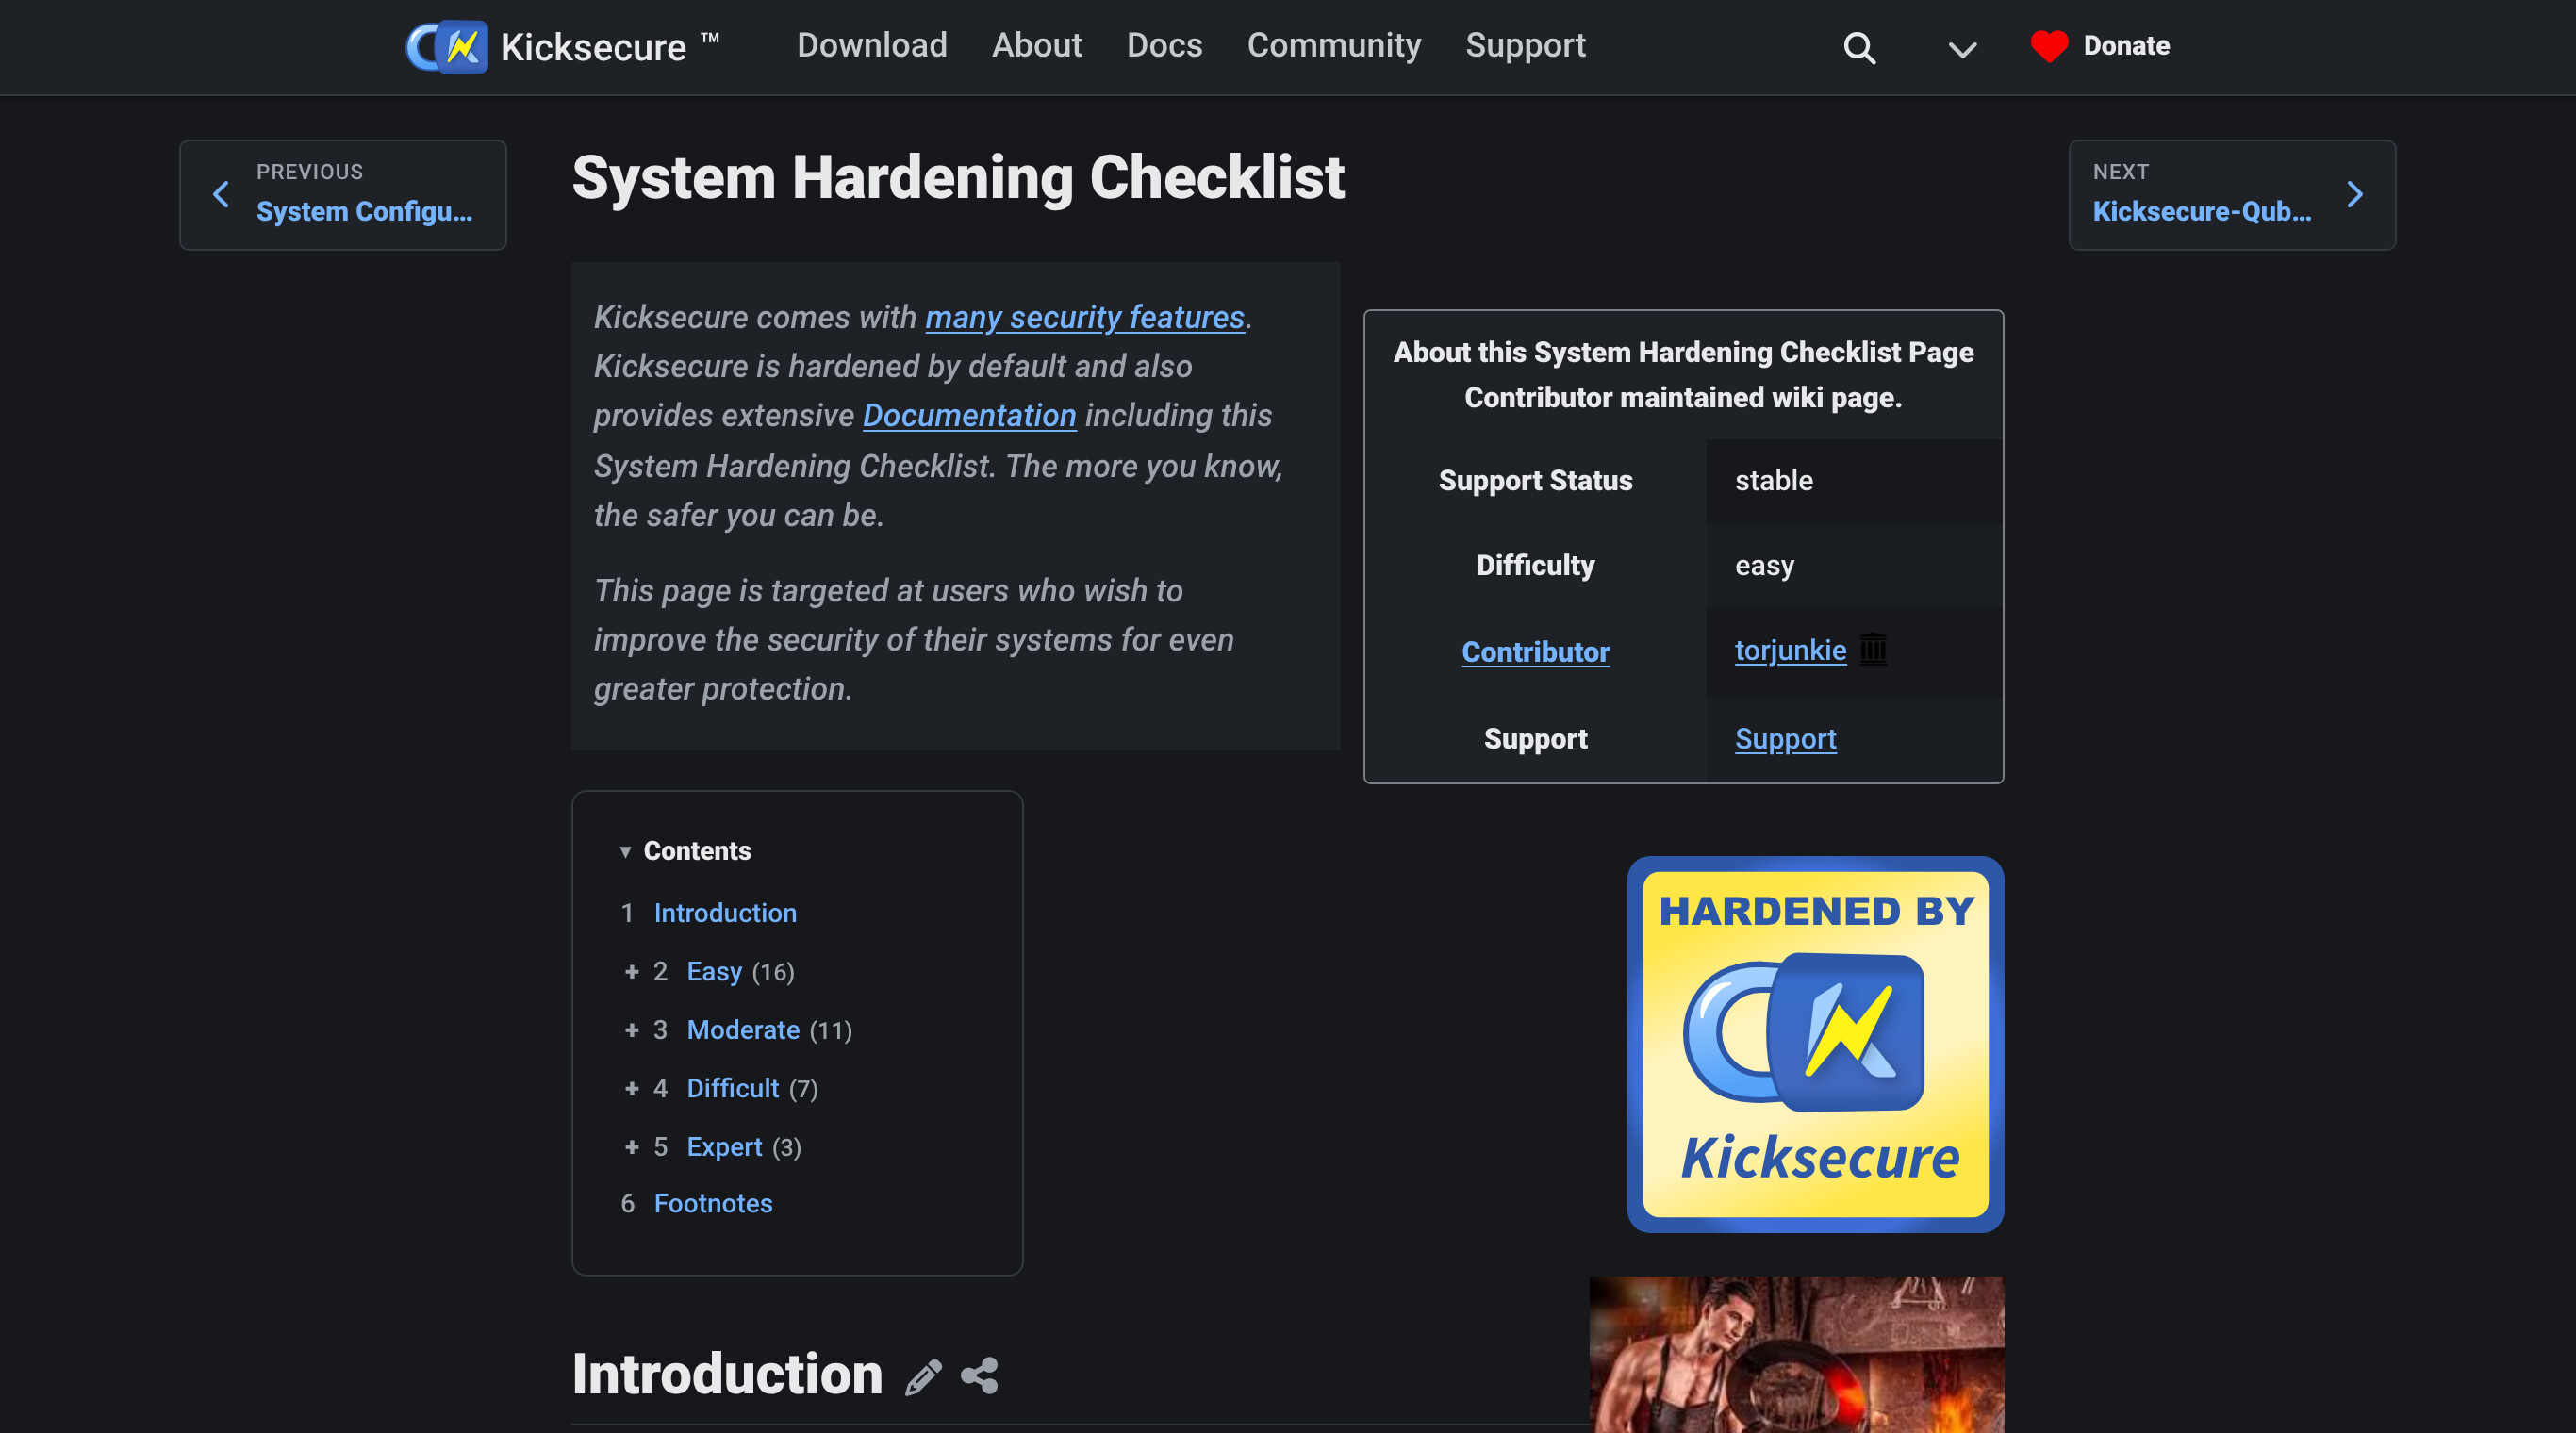 Kicksecure ™
Download
About
Docs
Community
Support
Donate
PREVIOUS
System Configu...
System Hardening Checklist
NEXT
Kicksecure-Qub...
Kicksecure comes with many security features.
Kicksecure is hardened by default and also
provides extensive Documentation including this
System Hardening Checklist. The more you know,
the safer you can be.
This page is targeted at users who wish to
improve the security of their systems for even
greater protection.
About this System Hardening Checklist Page
Contributor maintained wiki page.
Support Status stable
Difficulty easy
Contributor torjunkie
Support Support
▼ Contents
1 Introduction
+ 2 Easy (16)
+ 3 Moderate (11)
+ 4 Difficult (7)
+ 5 Expert (3)
6 Footnotes
HARDENED BY
Kicksecure
Introduction